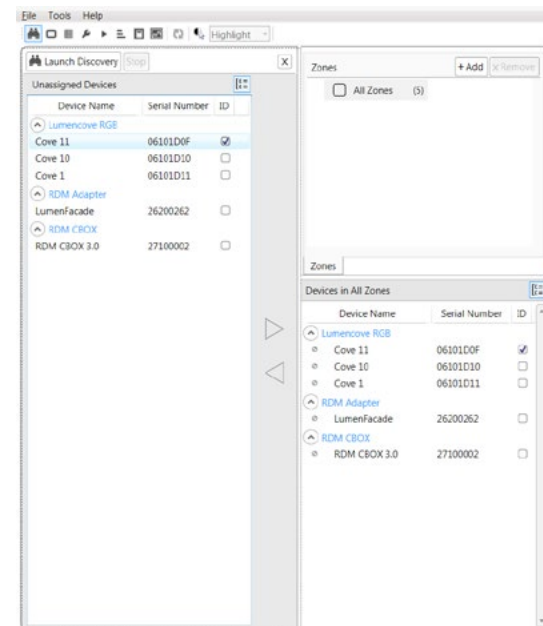 File Tools Help
Highlight
Launch Discovery Stop X
Unassigned Devices
Device Name Serial Number ID
Lumencove RGB
Cove 11 06101D0F
Cove 10 06101D10
Cove 1 06101D11
RDM Adapter
LumenFacade 26200262
RDM CBOX
RDM CBOX 3.0 27100002
Zones + Add × Remove
All Zones (5)
Zones
Devices in All Zones
Device Name Serial Number ID
Lumencove RGB
Cove 11 06101D0F
Cove 10 06101D10
Cove 1 06101D11
RDM Adapter
LumenFacade 26200262
RDM CBOX
RDM CBOX 3.0 27100002